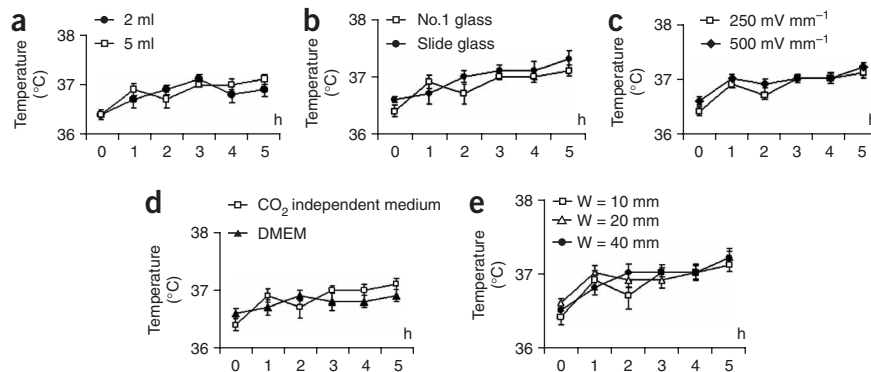 a
2 ml
5 ml
Temperature
(°C)
38
37
36
h
0 1 2 3 4 5
b
No.1 glass
Slide glass
Temperature
(°C)
38
37
36
h
0 1 2 3 4 5
c
250 mV mm⁻¹
500 mV mm⁻¹
Temperature
(°C)
38
37
36
h
0 1 2 3 4 5
d
CO₂ independent medium
DMEM
Temperature
(°C)
38
37
36
h
0 1 2 3 4 5
e
W = 10 mm
W = 20 mm
W = 40 mm
Temperature
(°C)
38
37
36
h
0 1 2 3 4 5